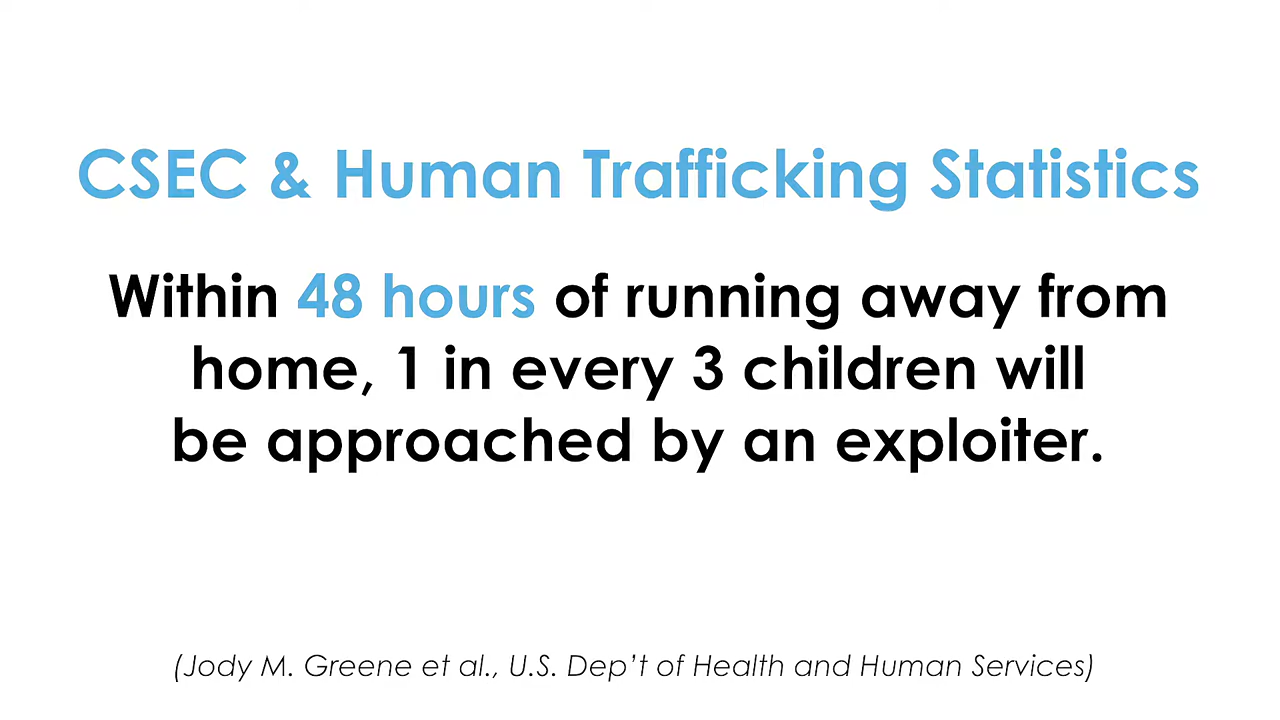 CSEC & Human Trafficking Statistics
Within 48 hours of running away from
home, 1 in every 3 children will
be approached by an exploiter.
(Jody M. Greene et al., U.S. Dep’t of Health and Human Services)